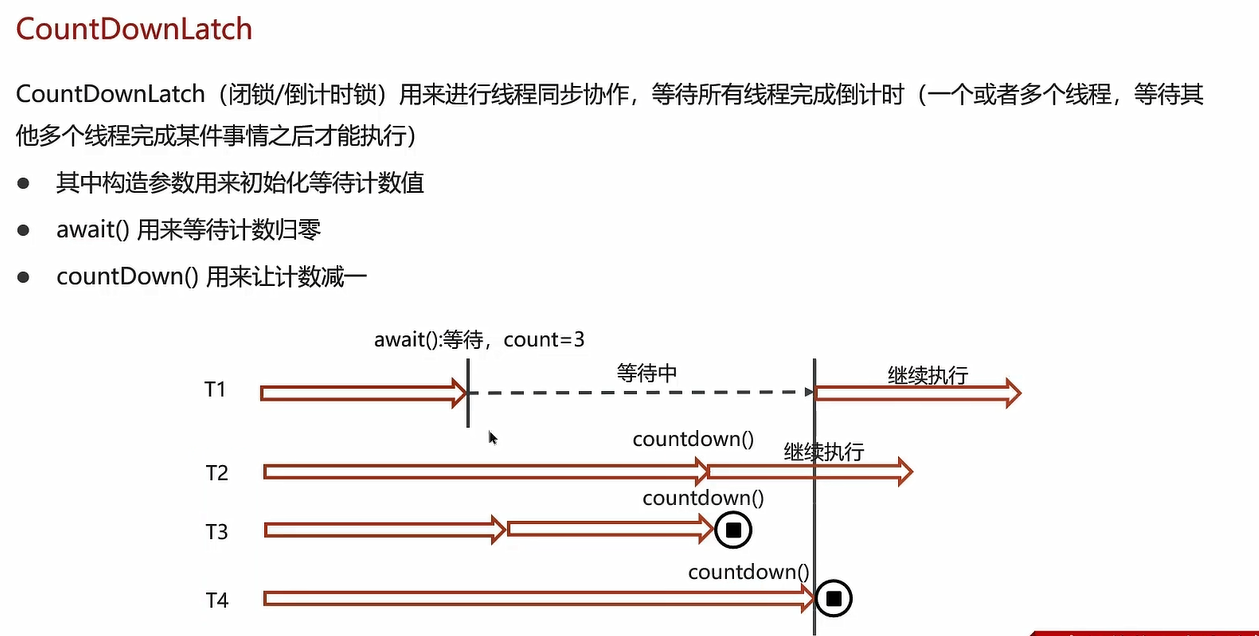 CountDownLatch
CountDownLatch（闭锁/倒计时锁）用来进行线程同步协作，等待所有线程完成倒计时（一个或者多个线程，等待其
他多个线程完成某件事情之后才能执行）
● 其中构造参数用来初始化等待计数值
● await() 用来等待计数归零
● countDown() 用来让计数减一
await():等待，count=3
T1
等待中
继续执行
countdown()
T2
继续执行
countdown()
T3
countdown()
T4